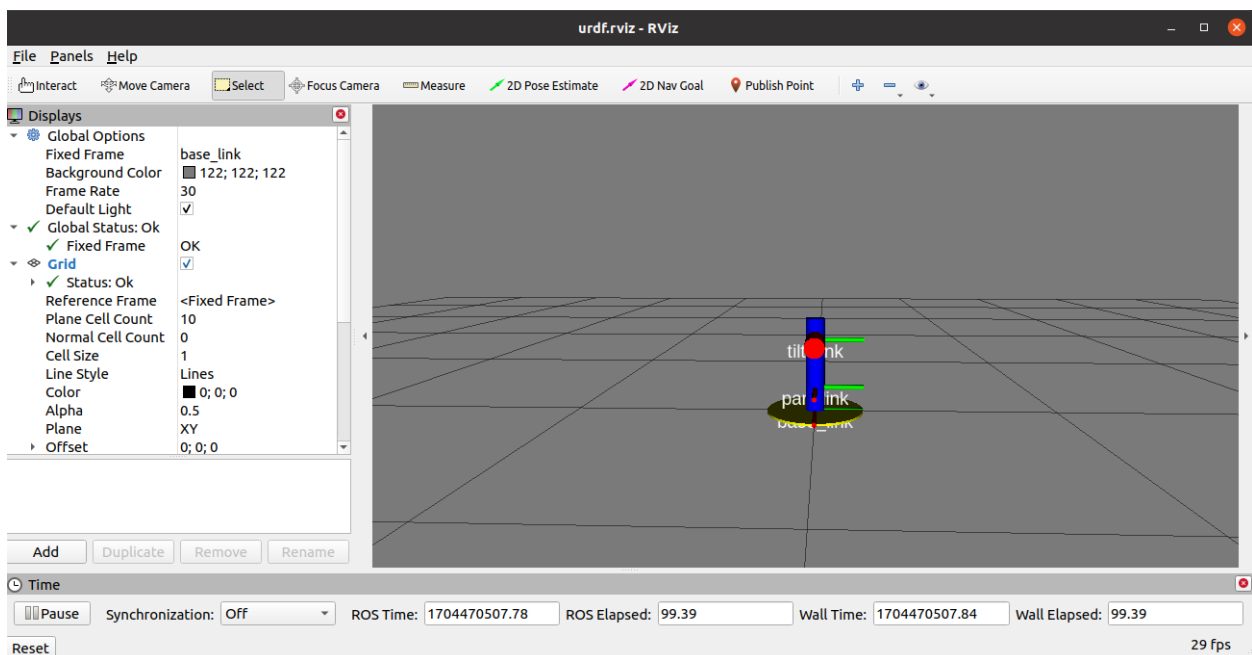 urdf.rviz - RViz
File Panels Help
Interact Move Camera Select Focus Camera Measure 2D Pose Estimate 2D Nav Goal Publish Point
Displays
Global Options
Fixed Frame base_link
Background Color 122; 122; 122
Frame Rate 30
Default Light
Global Status: Ok
Fixed Frame OK
Grid
Status: Ok
Reference Frame <Fixed Frame>
Plane Cell Count 10
Normal Cell Count 0
Cell Size 1
Line Style Lines
Color 0; 0; 0
Alpha 0.5
Plane XY
Offset 0; 0; 0
base_link
Add Duplicate Remove Rename
Time
Pause Synchronization: Off ROS Time: 1704470507.78 ROS Elapsed: 99.39 Wall Time: 1704470507.84 Wall Elapsed: 99.39
Reset 29 fps